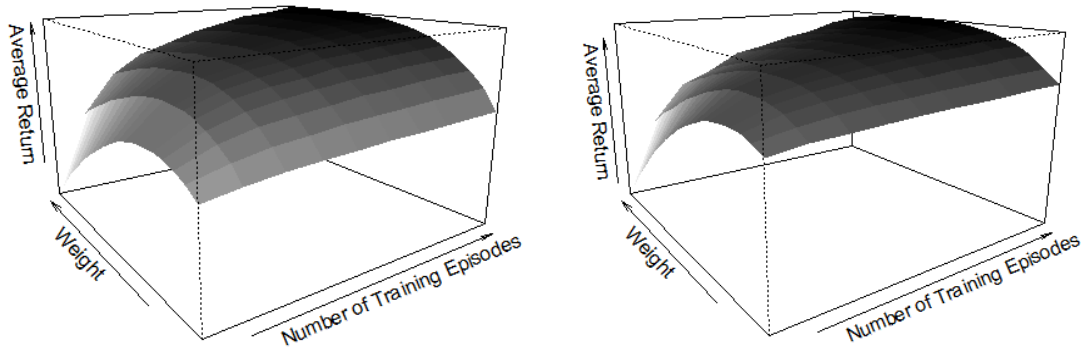 Average Return
Weight
Number of Training Episodes
Average Return
Weight
Number of Training Episodes